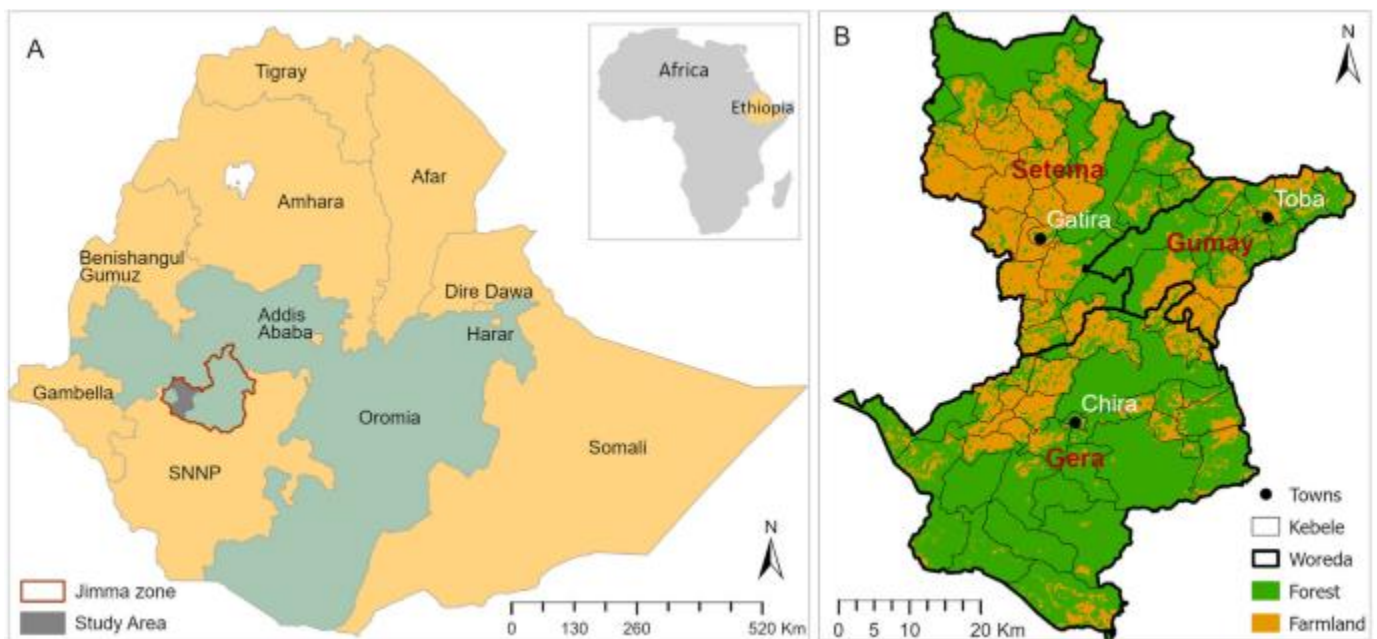 A
Tigray
Afar
Amhara
Benishangul
Gumuz
Dire Dawa
Addis
Ababa
Harar
Gambella
Oromia
Somali
SNNP
N
Jimma zone
Study Area
0 130 260 520 Km
Africa
Ethiopia
B
N
Setema
Toba
Gatira
Gumay
Chira
Gera
Towns
Kebele
Woreda
Forest
Farmland
0 5 10 20 Km